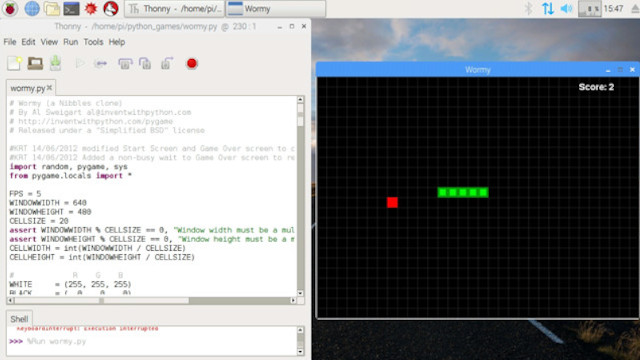 Thonny - /home/pi/...
Wormy
15:47
Thonny - /home/pi/python_games/wormy.py @ 230 : 1
File Edit View Run Tools Help
wormy.py
# Wormy (a Nibbles clone)
# By Al Sweigart al@inventwithpython.com
# http://inventwithpython.com/pygame
# Released under a "Simplified BSD" license
#KRT 14/06/2012 modified Start Screen and Game Over screen to c
#KRT 14/06/2012 Added a non-busy wait to Game Over screen to re
import random, pygame, sys
from pygame.locals import *
FPS = 5
WINDOWWIDTH = 640
WINDOWHEIGHT = 480
CELLSIZE = 20
assert WINDOWWIDTH % CELLSIZE == 0, "Window width must be a mul
assert WINDOWHEIGHT % CELLSIZE == 0, "Window height must be a m
CELLWIDTH = int(WINDOWWIDTH / CELLSIZE)
CELLHEIGHT = int(WINDOWHEIGHT / CELLSIZE)
# R G B
WHITE = (255, 255, 255)
BLACK = ( 0, 0, 0)
Shell
KeyboardInterrupt: Execution interrupted
>>> %Run wormy.py
Wormy
Score: 2